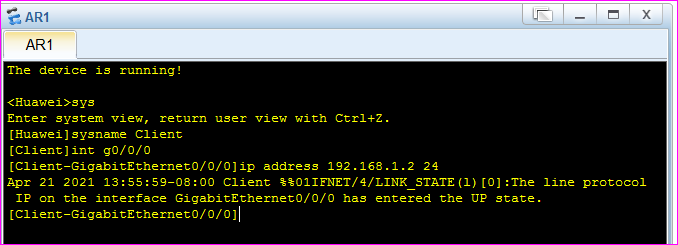 AR1
AR1
The device is running!
<Huawei>sys
Enter system view, return user view with Ctrl+Z.
[Huawei]sysname Client
[Client]int g0/0/0
[Client-GigabitEthernet0/0/0]ip address 192.168.1.2 24
Apr 21 2021 13:55:59-08:00 Client %%01IFNET/4/LINK_STATE(l)[0]:The line protocol
 IP on the interface GigabitEthernet0/0/0 has entered the UP state.
[Client-GigabitEthernet0/0/0]